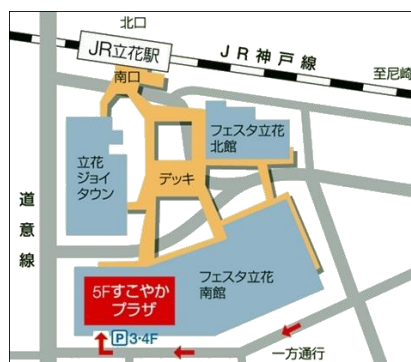 北口
JR立花駅
JR神戸線
至尼崎
南口
フェスタ立花
北館
立花
ジョイ
タウン
デッキ
道意線
フェスタ立花
南館
5Fすこやか
プラザ
P3·4F
一方通行